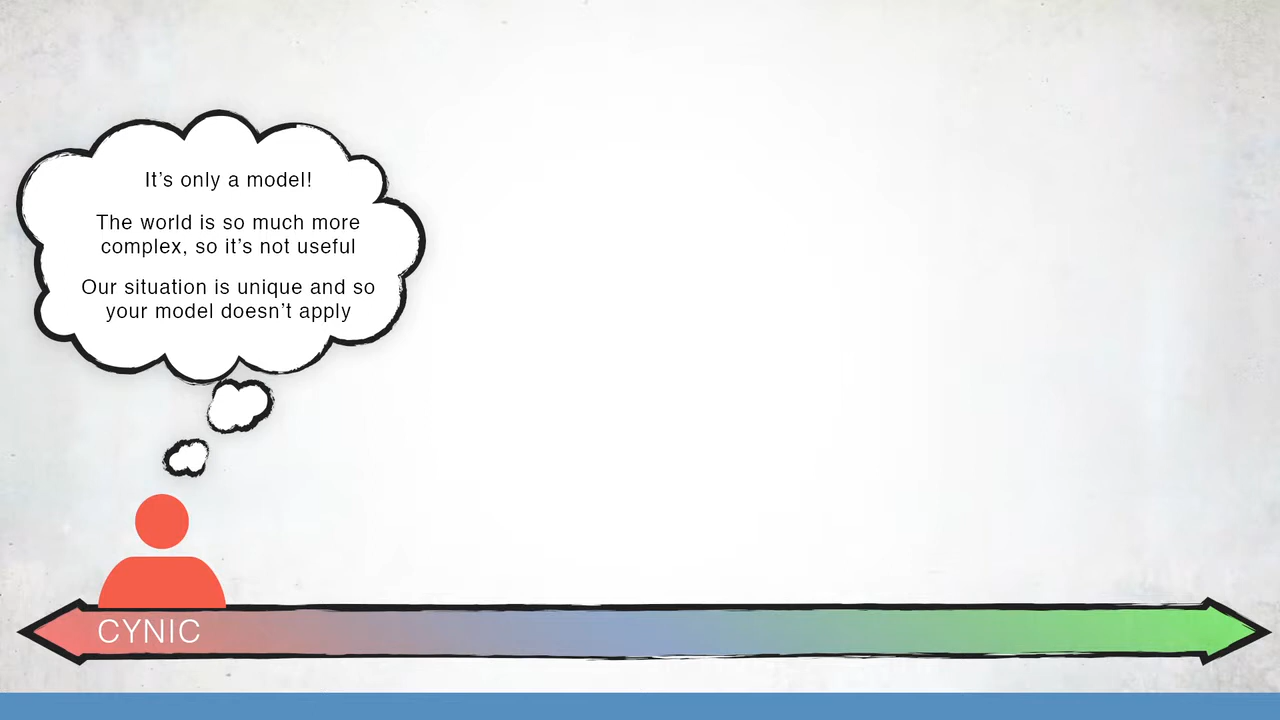 It’s only a model!
The world is so much more
complex, so it’s not useful
Our situation is unique and so
your model doesn’t apply
CYNIC